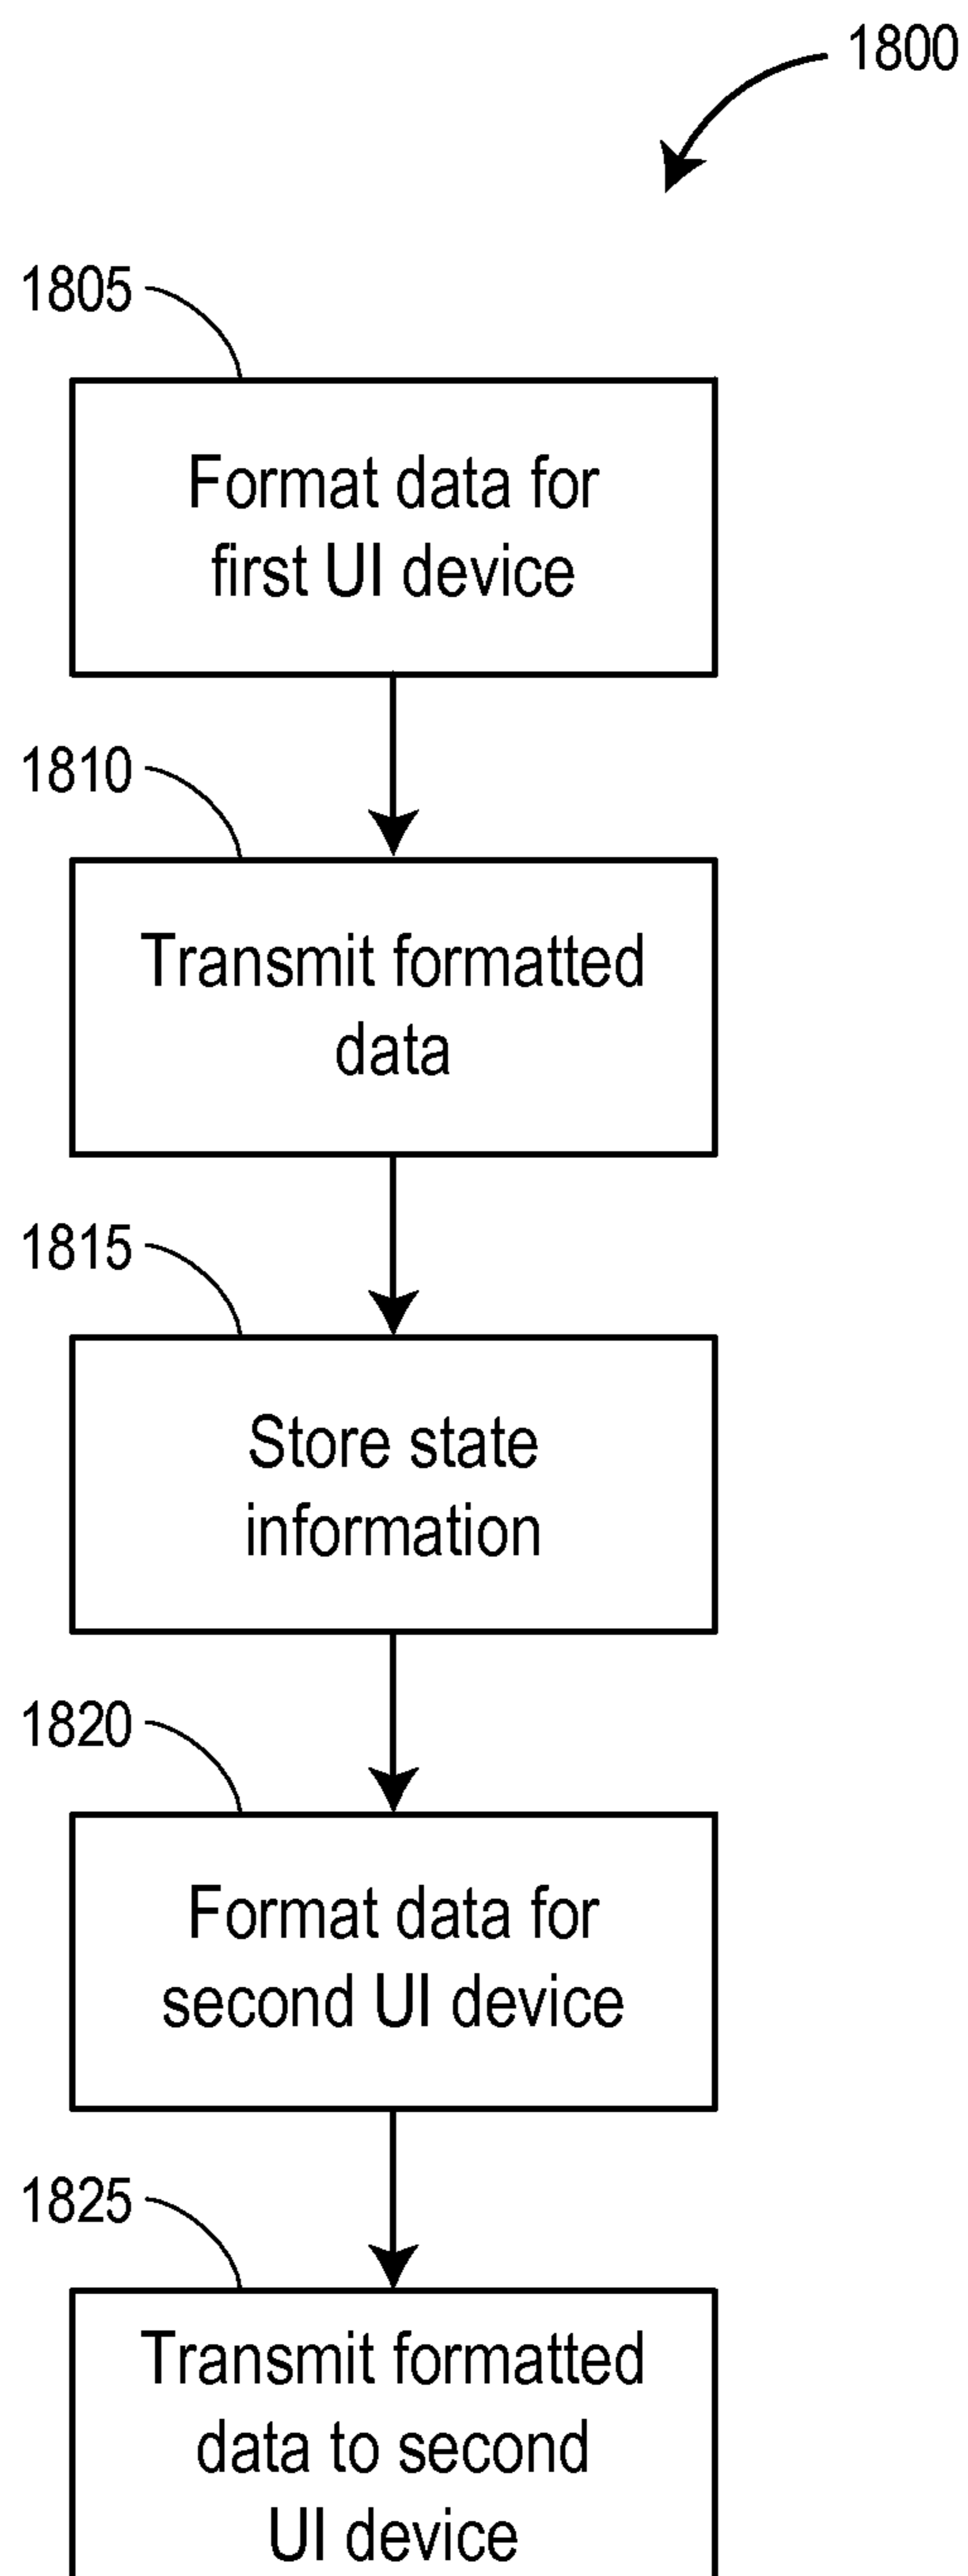 1800
1805
Format data for
first UI device
1810
Transmit formatted
data
1815
Store state
information
1820
Format data for
second UI device
1825
Transmit formatted
data to second
UI device